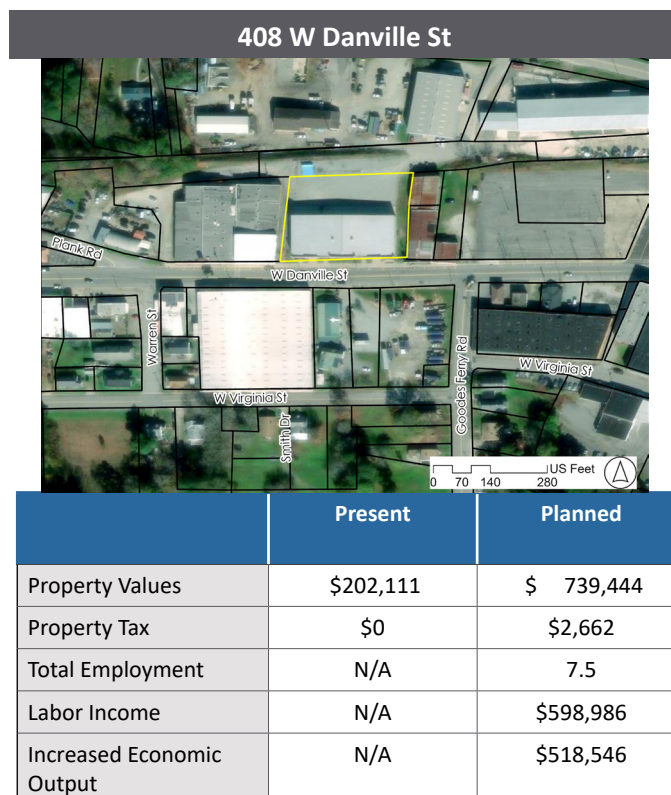 408 W Danville St
Plank Rd
W Danville St
Warren St
W Virginia St
Goodes Ferry Rd
W Virginia St
Smith Dr
US Feet
0 70 140 280
Present Planned
Property Values $202,111 $ 739,444
Property Tax $0 $2,662
Total Employment N/A 7.5
Labor Income N/A $598,986
Increased Economic N/A $518,546
Output